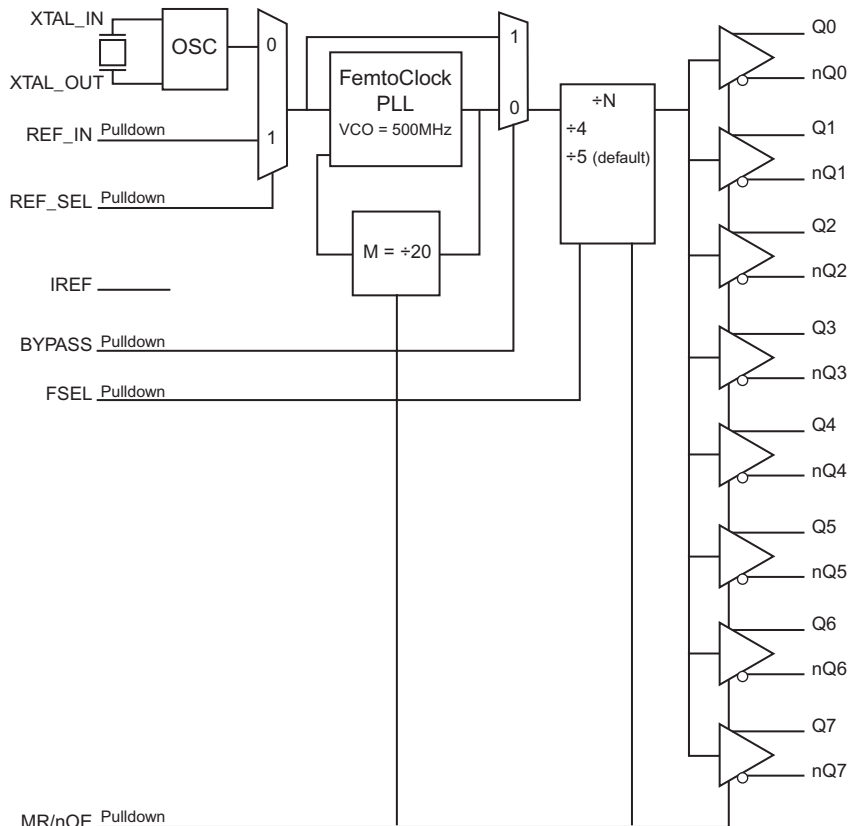 XTAL_IN
OSC
XTAL_OUT
0
1
REF_IN Pulldown
REF_SEL Pulldown
FemtoClock
PLL
VCO = 500MHz
1
0
M = ÷20
÷N
÷4
÷5 (default)
IREF
BYPASS Pulldown
FSEL Pulldown
MR/nOE Pulldown
Q0
nQ0
Q1
nQ1
Q2
nQ2
Q3
nQ3
Q4
nQ4
Q5
nQ5
Q6
nQ6
Q7
nQ7